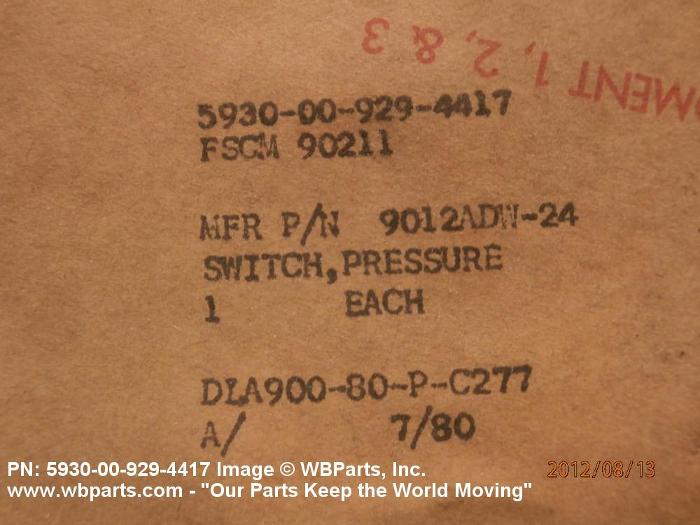 MENT 1, 2, & 3
5930-00-929-4417
FSCM 90211
MFR P/N 9012ADW-24
SWITCH,PRESSURE
1 EACH
DLA900-80-P-C277
A/ 7/80
PN: 5930-00-929-4417 Image © WBParts, Inc.
2012/08/13
www.wbparts.com - "Our Parts Keep the World Moving"